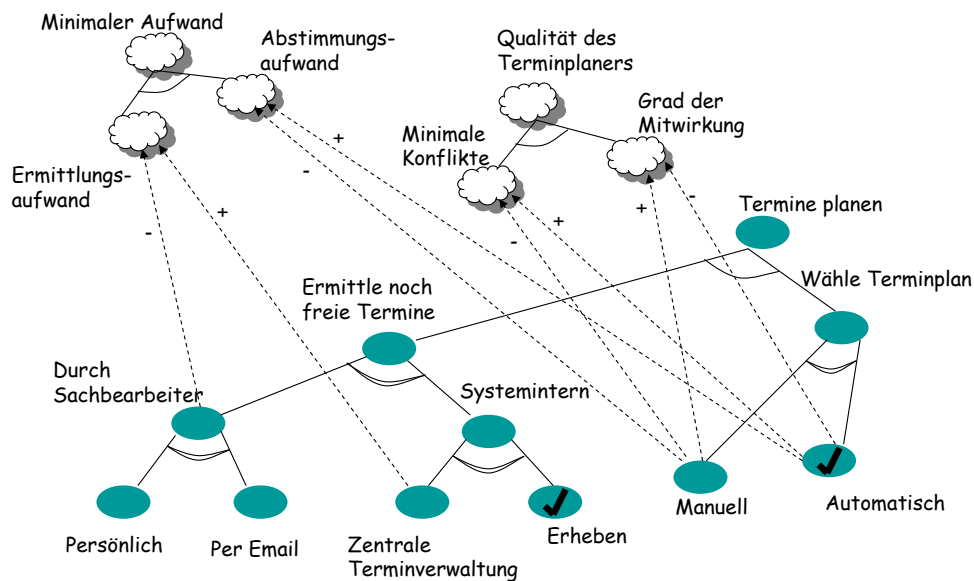 Minimaler Aufwand
Abstimmungs-
aufwand
Qualität des
Terminplaners
Grad der
Mitwirkung
Minimale
Konflikte
Ermittlungs-
aufwand
+
-
-
+
-
+
+
-
Termine planen
Wähle Terminplan
Ermittle noch
freie Termine
Durch
Sachbearbeiter
Systemintern
Persönlich
Per Email
Zentrale
Terminverwaltung
Erheben
Manuell
Automatisch